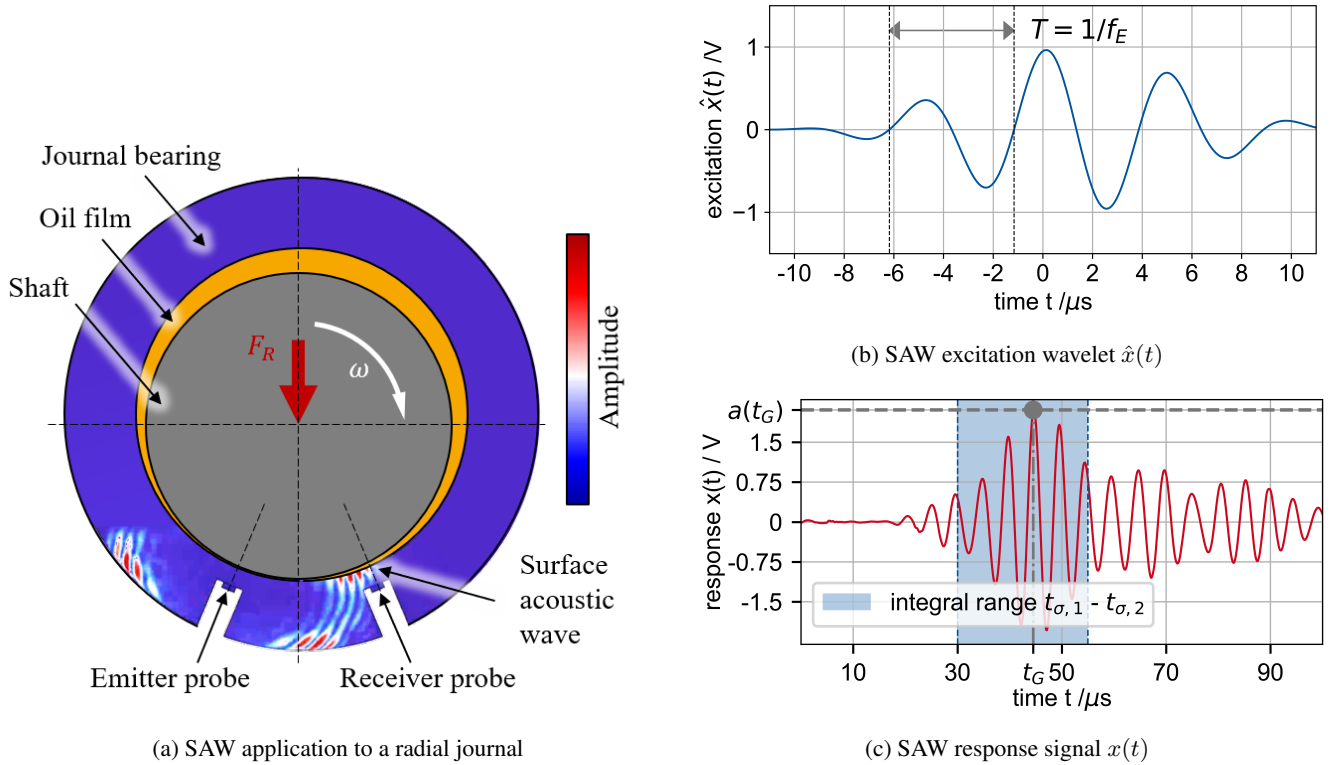 Journal bearing
Oil film
Shaft
F_R
ω
Amplitude
Surface
acoustic
wave
Emitter probe
Receiver probe
(a) SAW application to a radial journal
T = 1/f_E
excitation x̂(t) /V
1
0
−1
-10 -8 -6 -4 -2 0 2 4 6 8 10
time t /μs
(b) SAW excitation wavelet x̂(t)
a(t_G)
response x(t) / V
1.5
0.75
0
-0.75
-1.5
integral range t_σ,1 - t_σ,2
10 30 t_G 50 70 90
time t /μs
(c) SAW response signal x(t)